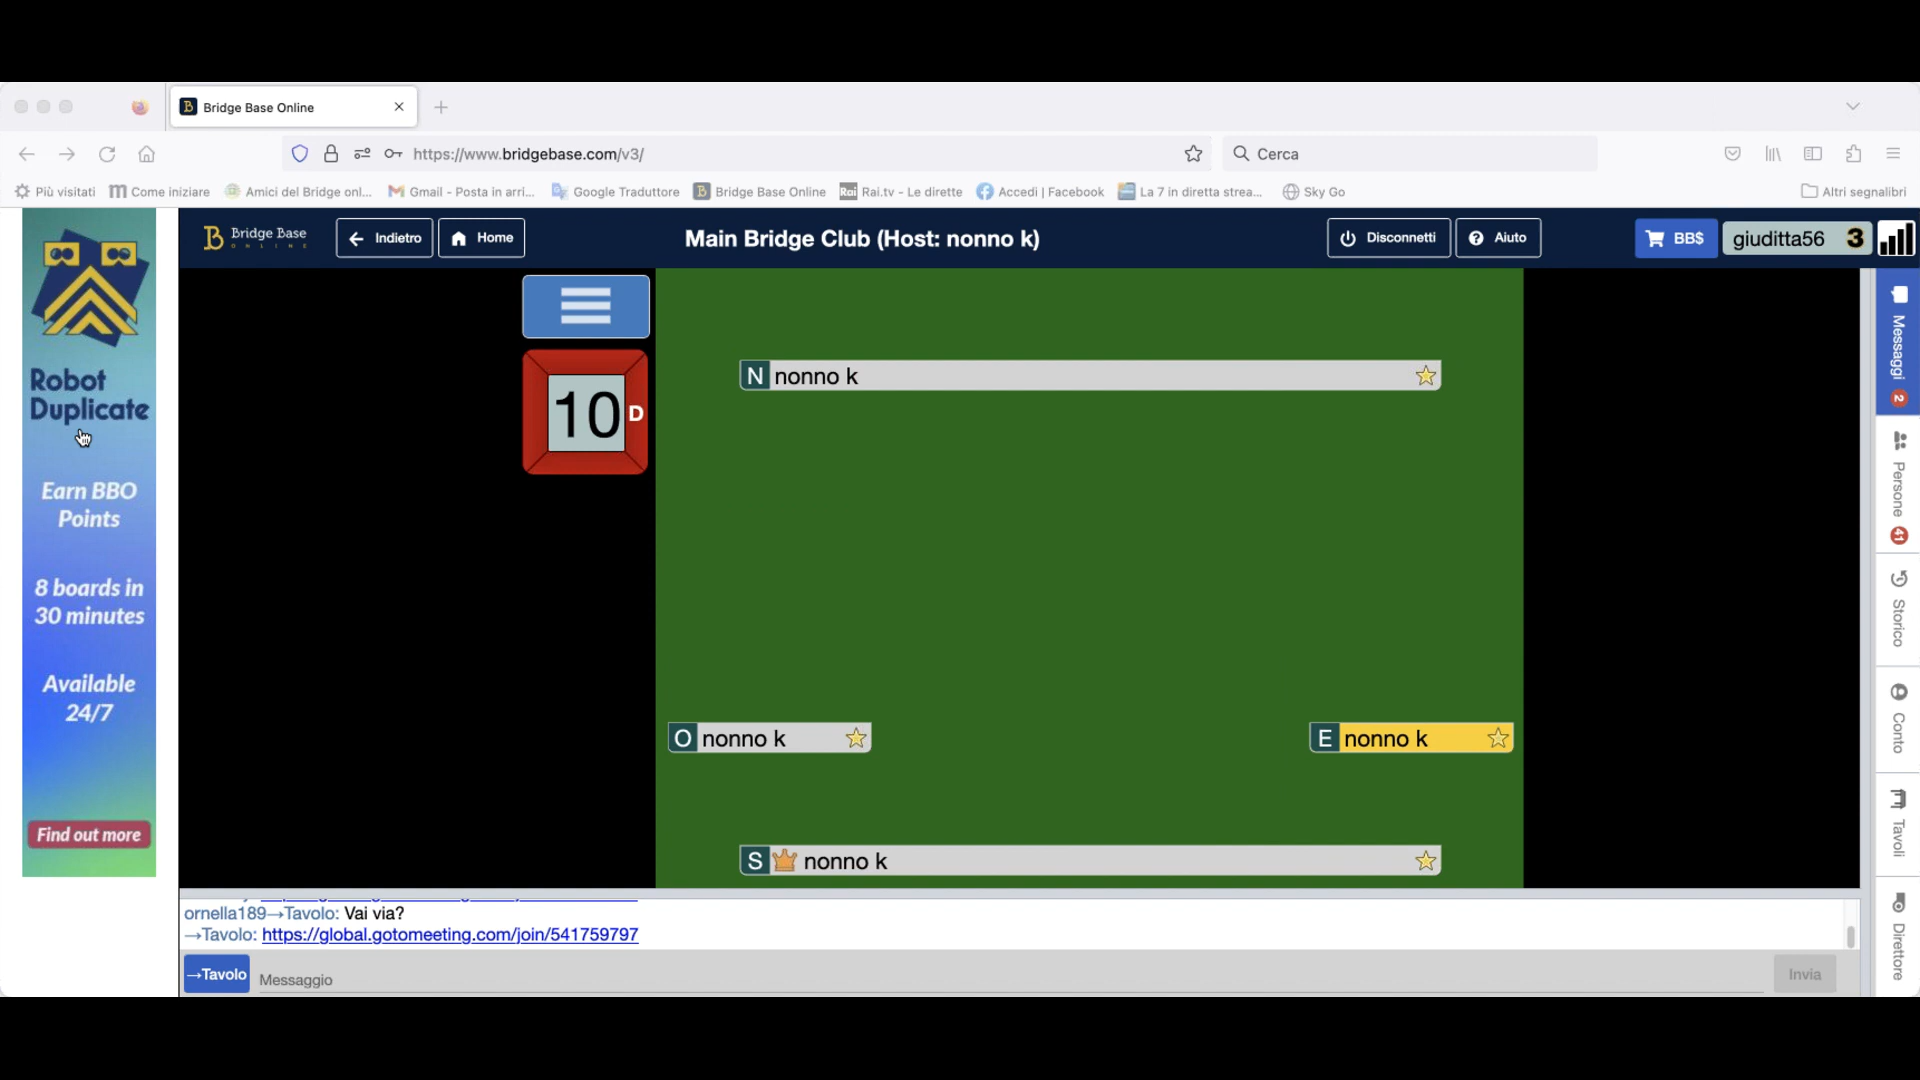 Bridge Base Online
https://www.bridgebase.com/v3/
Cerca
Più visitati
Come iniziare
Amici del Bridge onl...
Gmail - Posta in arri...
Google Traduttore
Bridge Base Online
Rai.tv - Le dirette
Accedi | Facebook
La 7 in diretta strea...
Sky Go
Altri segnalibri
Bridge Base
ONLINE
Indietro
Home
Main Bridge Club (Host: nonno k)
Disconnetti
Aiuto
BB$
giuditta56 3
Robot
Duplicate
Earn BBO
Points
8 boards in
30 minutes
Available
24/7
Find out more
10 D
N nonno k
O nonno k
E nonno k
S nonno k
Messaggi 2
Persone 41
Storico
Conto
Tavoli
Direttore
ornella189→Tavolo: Vai via?
→Tavolo: https://global.gotomeeting.com/join/541759797
→Tavolo
Messaggio
Invia